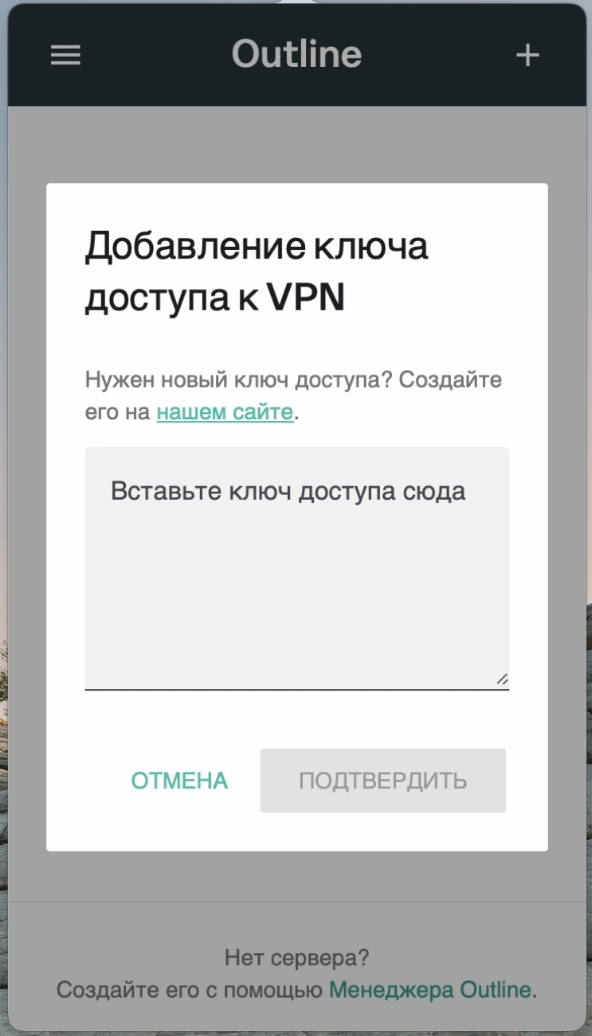 Outline
Добавление ключа
доступа к VPN
Нужен новый ключ доступа? Создайте
его на нашем сайте.
Вставьте ключ доступа сюда
ОТМЕНА
ПОДТВЕРДИТЬ
Нет сервера?
Создайте его с помощью Менеджера Outline.